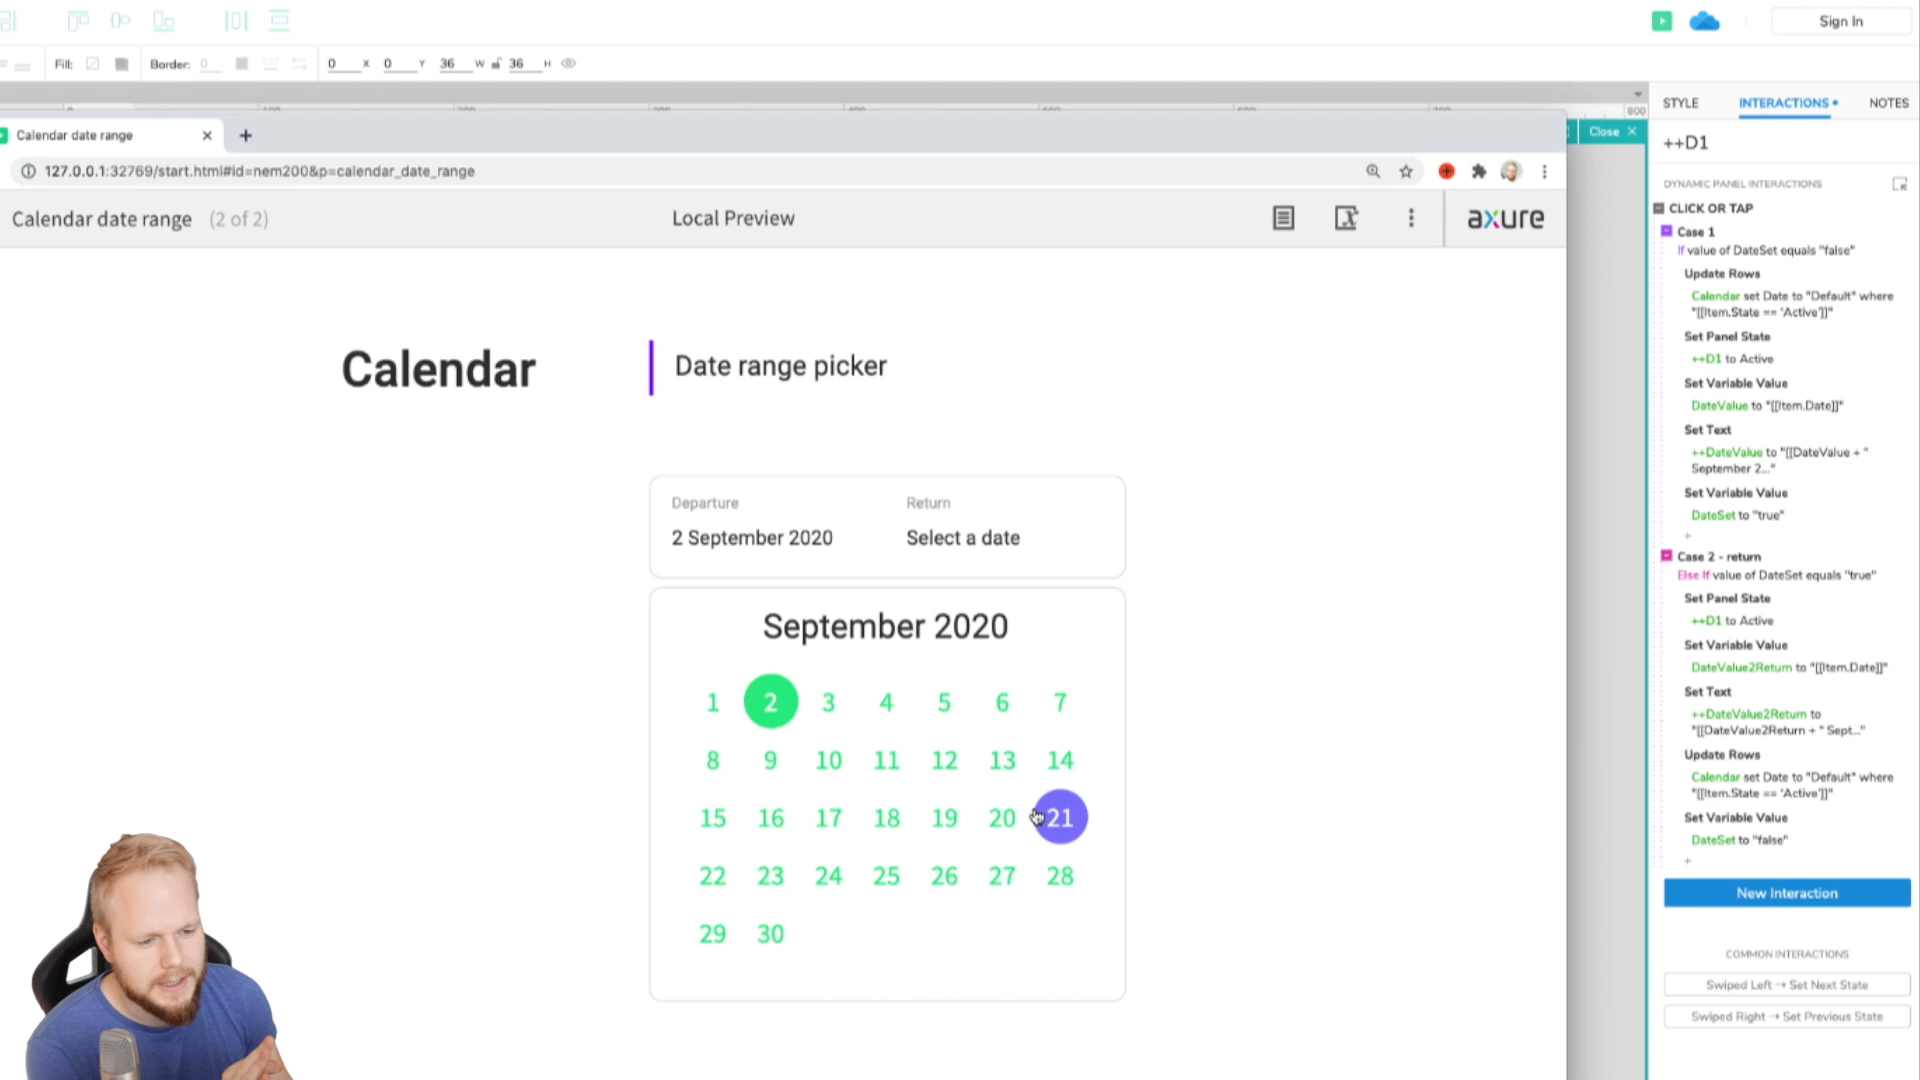 Sign In
Fill:
Border: 0
0 X 0 Y 36 W 36 H
800
STYLE INTERACTIONS NOTES
Calendar date range
Close
++D1
127.0.0.1:32769/start.html#id=nem200&p=calendar_date_range
DYNAMIC PANEL INTERACTIONS
CLICK OR TAP
Calendar date range (2 of 2)
Local Preview
axure
Case 1
If value of DateSet equals "false"
Update Rows
Calendar set Date to "Default" where
"[[Item.State == 'Active']]"
Set Panel State
++D1 to Active
Set Variable Value
DateValue to "[[Item.Date]]"
Set Text
++DateValue to "[[DateValue + "
September 2..."
Set Variable Value
DateSet to "true"
Case 2 - return
Else If value of DateSet equals "true"
Set Panel State
++D1 to Active
Set Variable Value
DateValue2Return to "[[Item.Date]]"
Set Text
++DateValue2Return to
"[[DateValue2Return + " Sept..."
Update Rows
Calendar set Date to "Default" where
"[[Item.State == 'Active']]"
Set Variable Value
DateSet to "false"
New Interaction
COMMON INTERACTIONS
Swiped Left → Set Next State
Swiped Right → Set Previous State
Calendar
Date range picker
Departure Return
2 September 2020 Select a date
September 2020
1 2 3 4 5 6 7
8 9 10 11 12 13 14
15 16 17 18 19 20 21
22 23 24 25 26 27 28
29 30